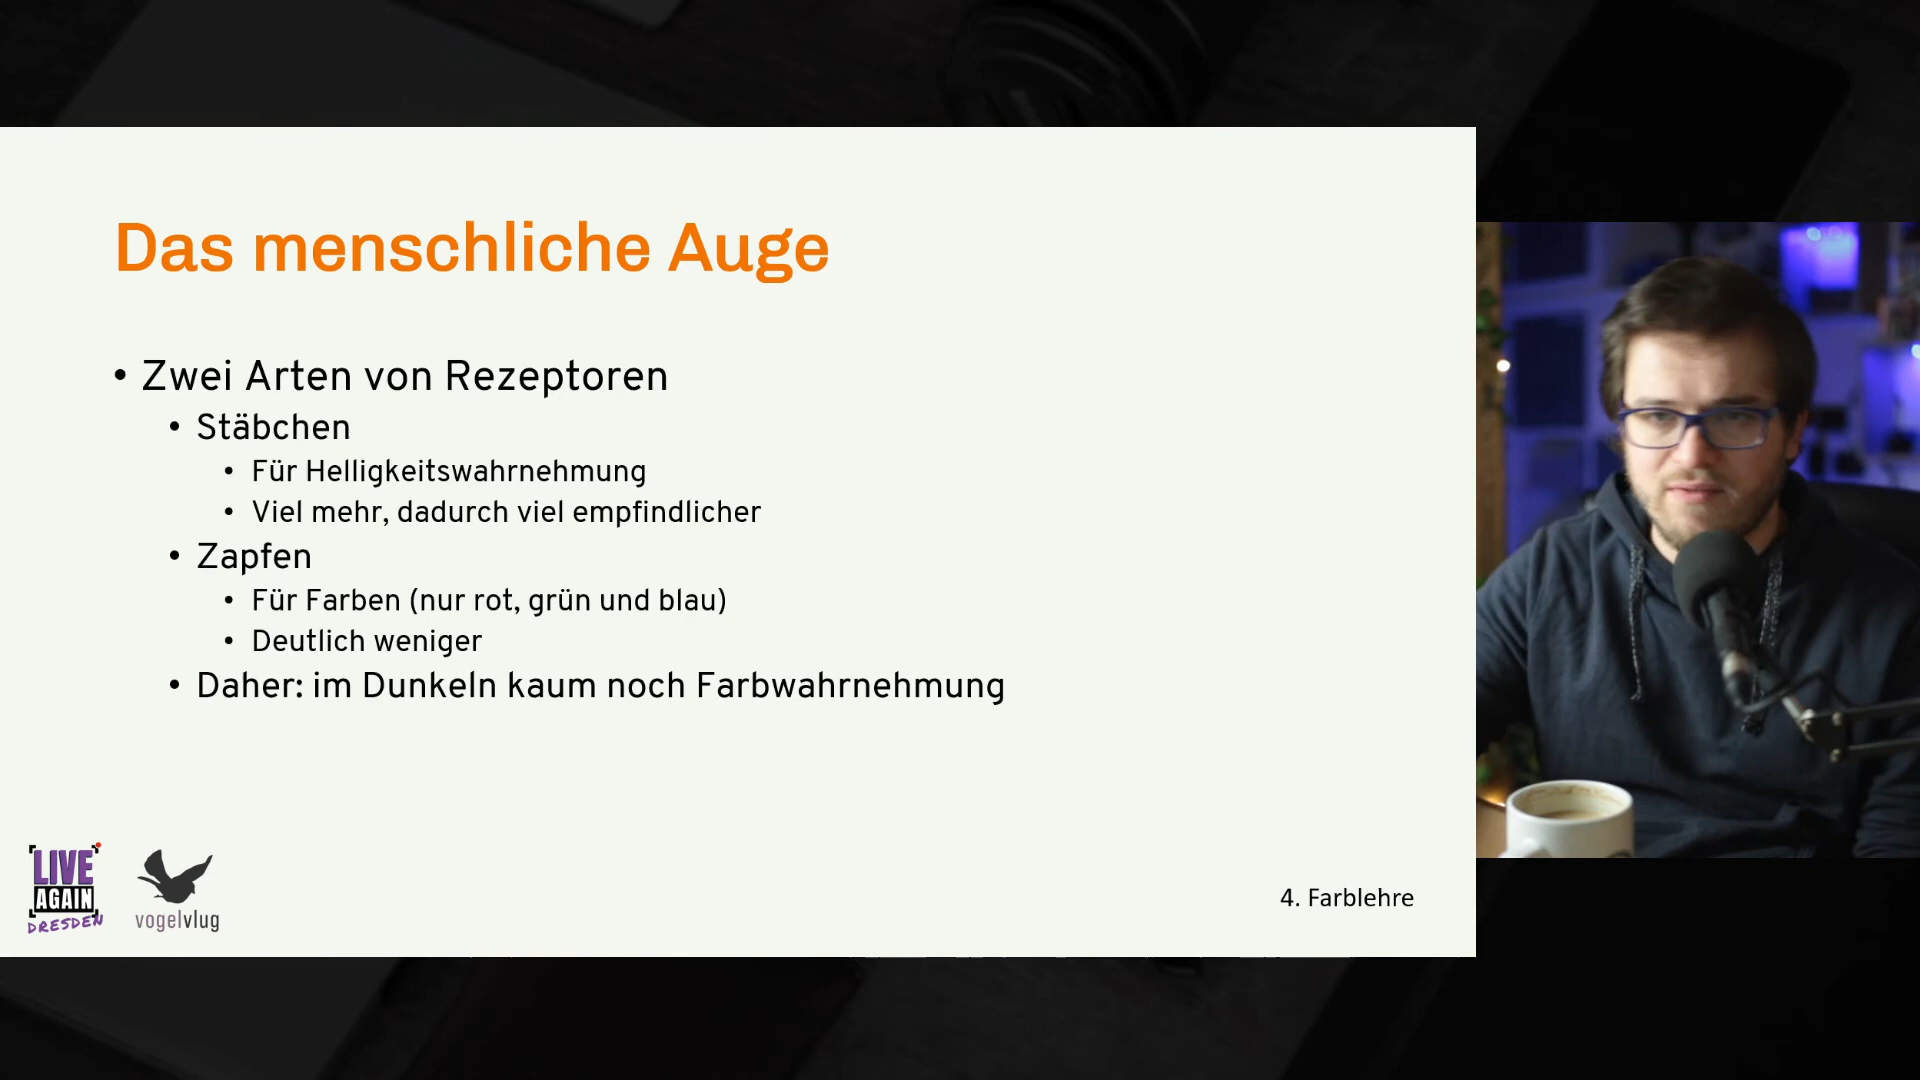 Das menschliche Auge
• Zwei Arten von Rezeptoren
• Stäbchen
• Für Helligkeitswahrnehmung
• Viel mehr, dadurch viel empfindlicher
• Zapfen
• Für Farben (nur rot, grün und blau)
• Deutlich weniger
• Daher: im Dunkeln kaum noch Farbwahrnehmung
LIVE
AGAIN
DRESDEN
vogelvlug
4. Farblehre